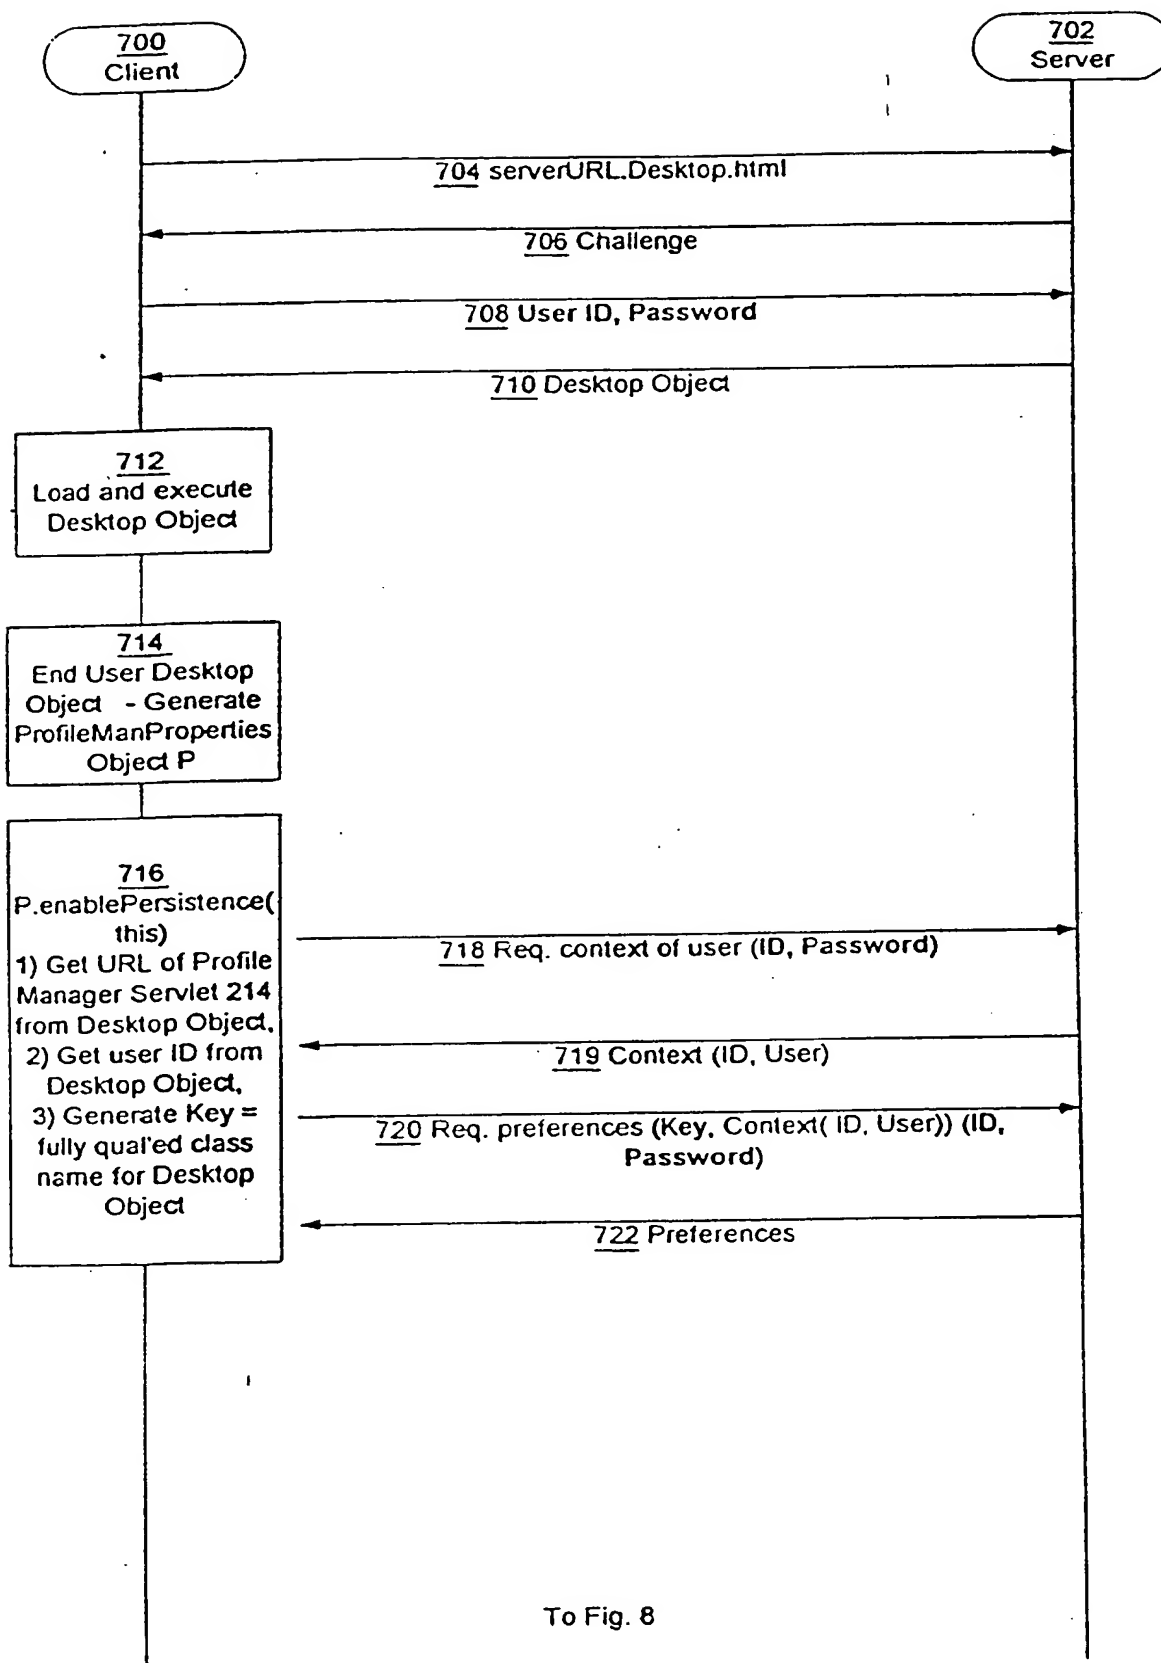 700
Client
702
Server
704 serverURL.Desktop.html
706 Challenge
708 User ID, Password
710 Desktop Object
712
Load and execute
Desktop Object
714
End User Desktop
Object - Generate
ProfileManProperties
Object P
716
P.enablePersistence(
this)
1) Get URL of Profile
Manager Servlet 214
from Desktop Object,
2) Get user ID from
Desktop Object,
3) Generate Key =
fully qual'ed class
name for Desktop
Object
718 Req. context of user (ID, Password)
719 Context (ID, User)
720 Req. preferences (Key, Context( ID, User)) (ID,
Password)
722 Preferences
To Fig. 8